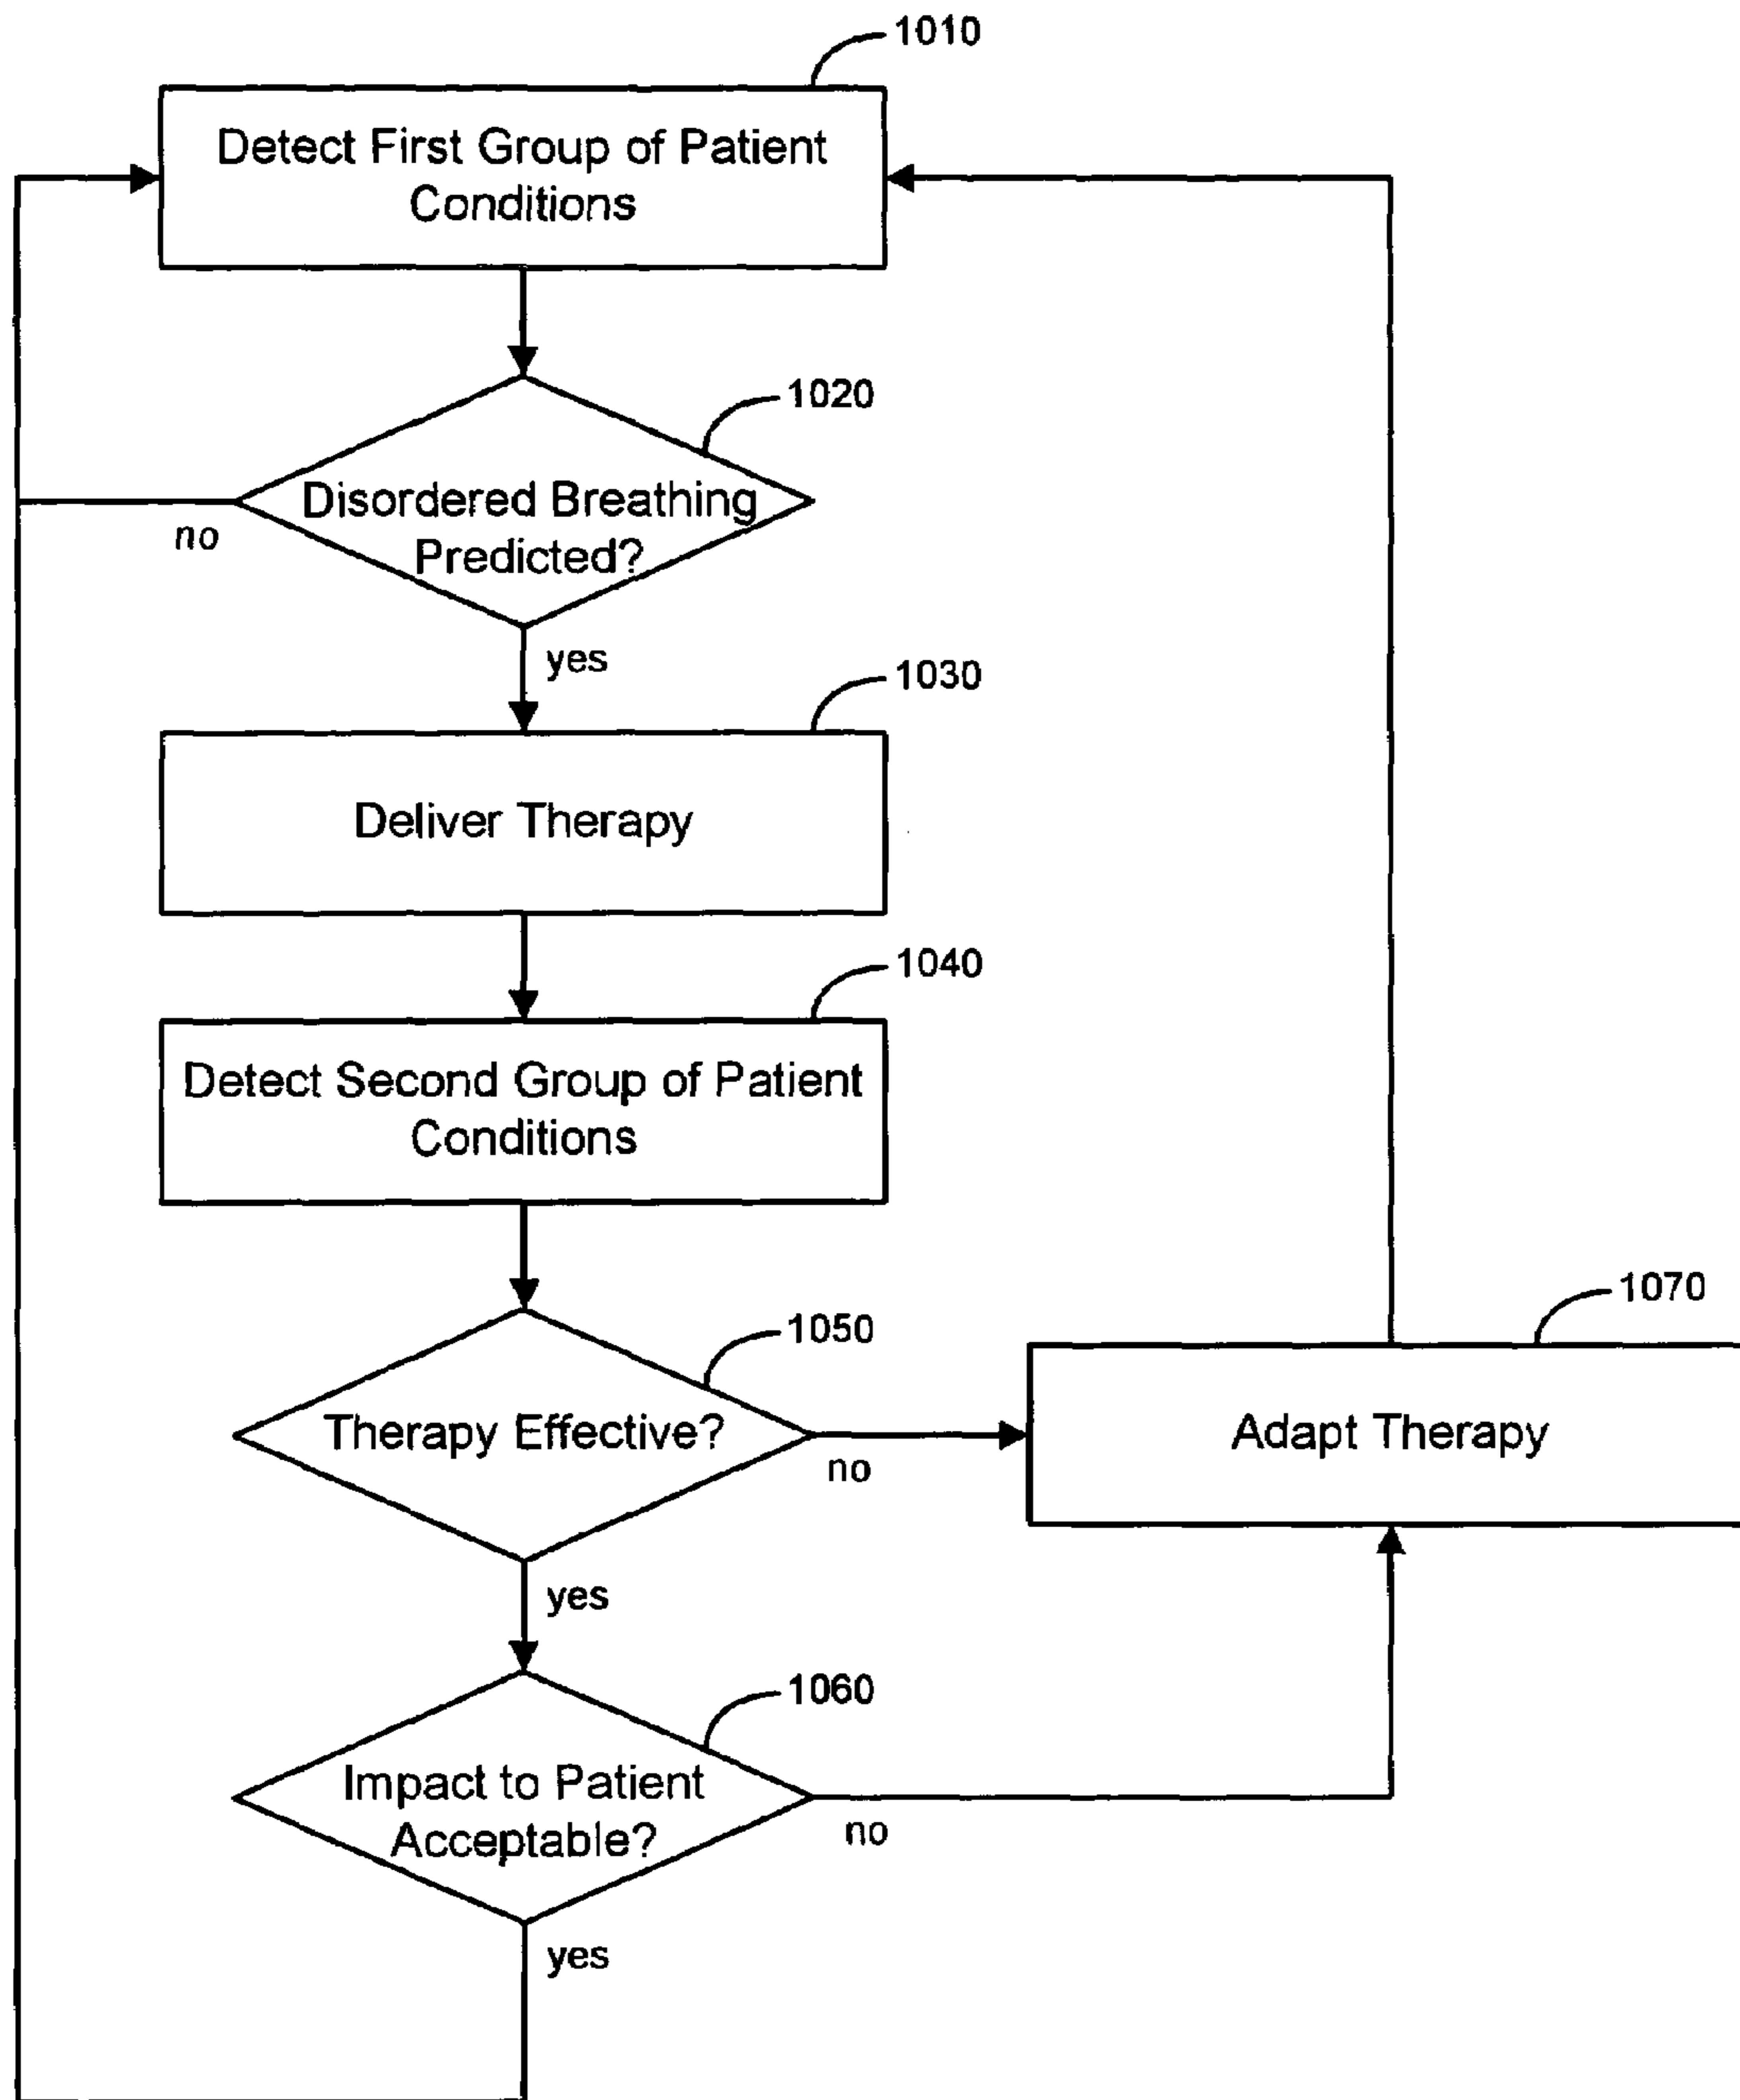 1010
Detect First Group of Patient
Conditions
1020
Disordered Breathing
Predicted?
no
yes
1030
Deliver Therapy
1040
Detect Second Group of Patient
Conditions
1050
Therapy Effective?
no
yes
1070
Adapt Therapy
1060
Impact to Patient
Acceptable?
no
yes